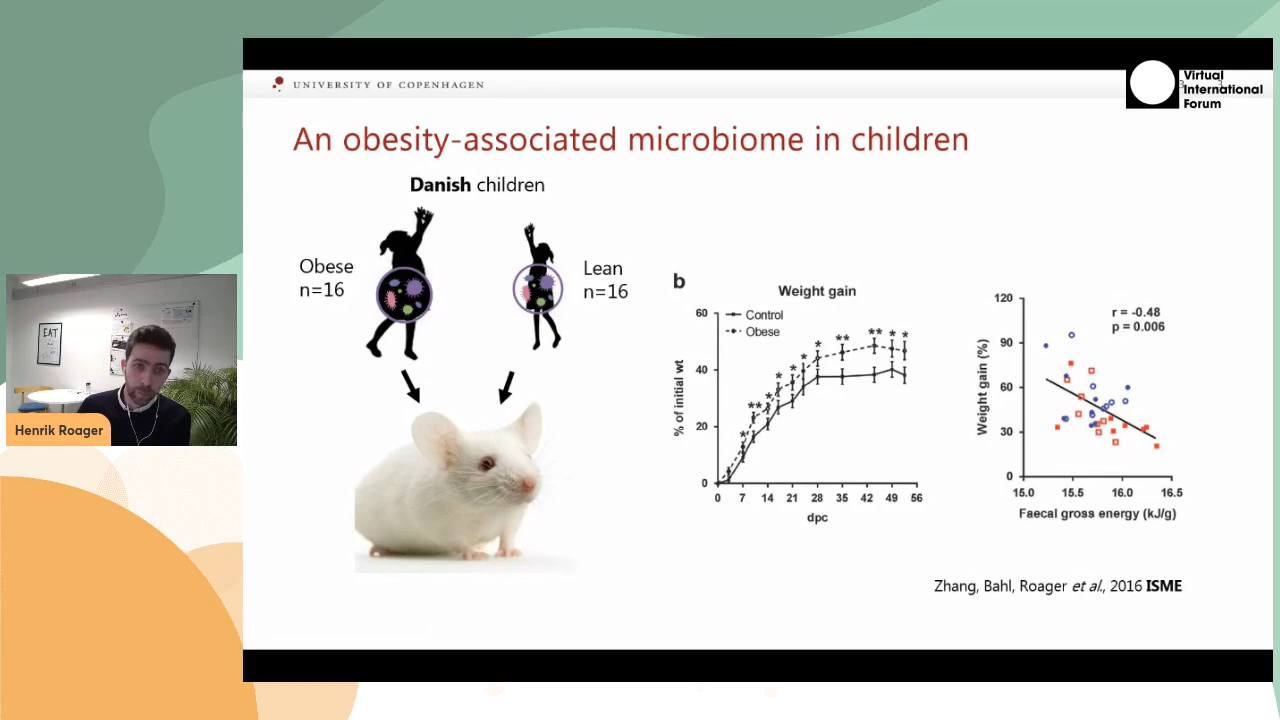 UNIVERSITY OF COPENHAGEN
Virtual
International
Forum
An obesity-associated microbiome in children
Danish children
Obese
n=16
Lean
n=16
b
Weight gain
Control
Obese
% of initial wt
60
40
20
0
* ** * * * * * ** ** * *
0 7 14 21 28 35 42 49 56
dpc
r = -0.48
p = 0.006
Weight gain (%)
120
90
60
30
0
15.0 15.5 16.0 16.5
Faecal gross energy (kJ/g)
Zhang, Bahl, Roager et al., 2016 ISME
EAT
Henrik Roager